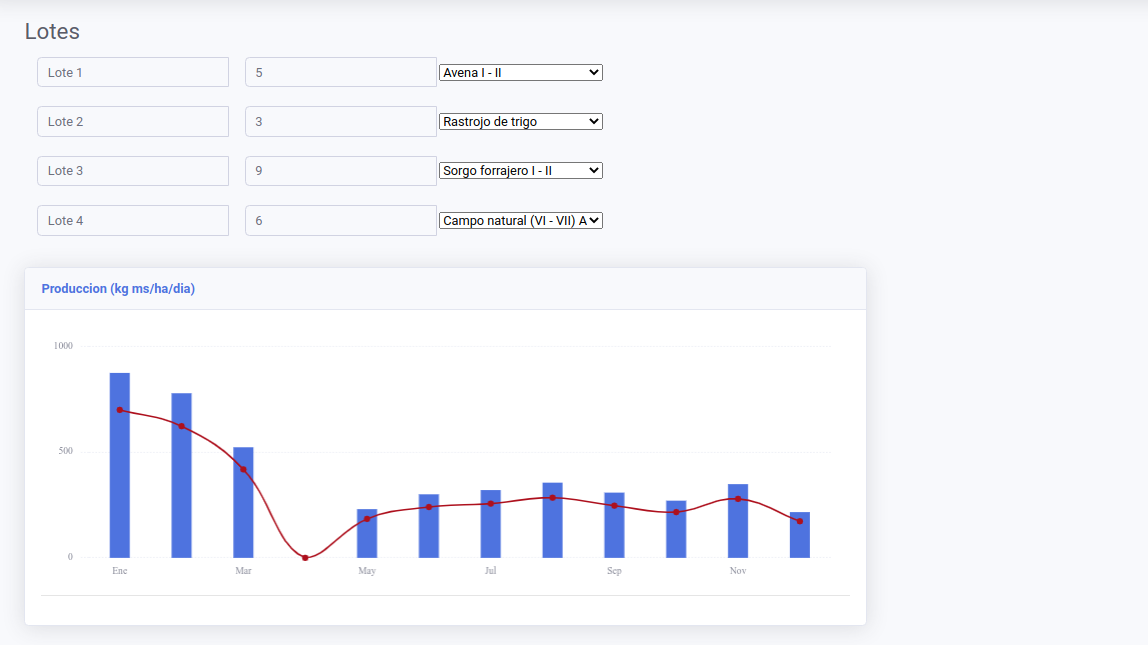 Lotes
Lote 1 5 Avena I - II
Lote 2 3 Rastrojo de trigo
Lote 3 9 Sorgo forrajero I - II
Lote 4 6 Campo natural (VI - VII) A
Produccion (kg ms/ha/dia)
1000
500
0
Ene Mar May Jul Sep Nov